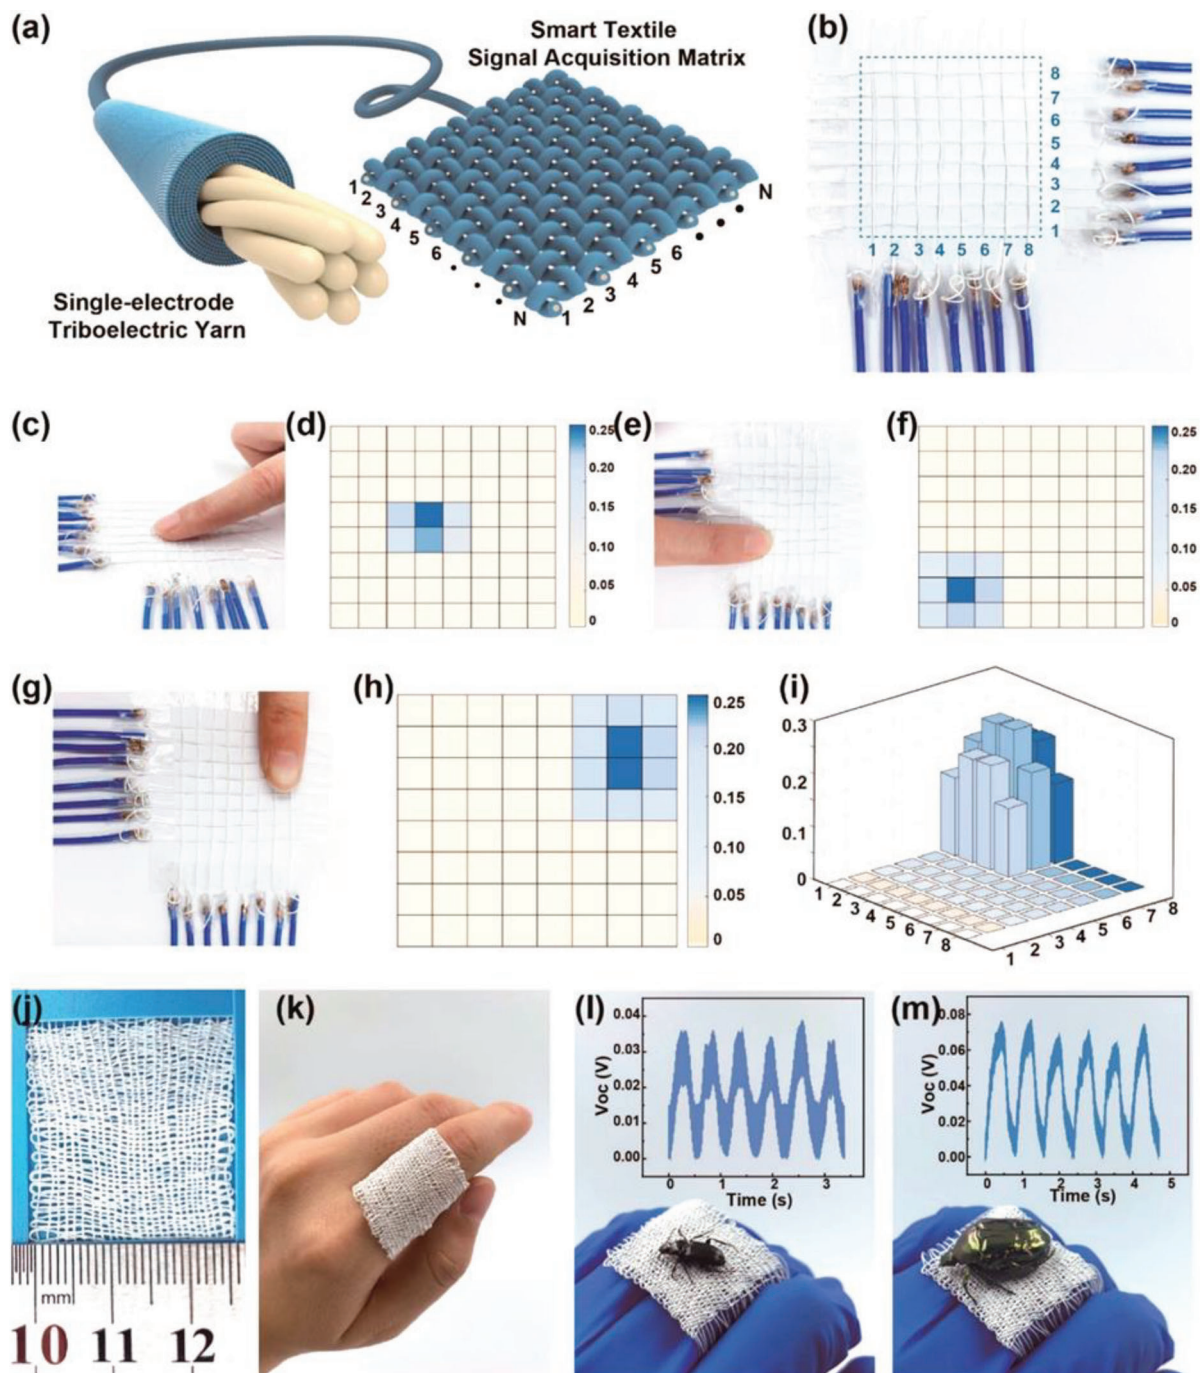 (a)
Smart Textile
Signal Acquisition Matrix
Single-electrode
Triboelectric Yarn
1
2
3
4
5
6
N
1
2
3
4
5
6
N
(b)
8
7
6
5
4
3
2
1
1 2 3 4 5 6 7 8
(c)
(d)
0.25
0.20
0.15
0.10
0.05
0
(e)
(f)
0.25
0.20
0.15
0.10
0.05
0
(g)
(h)
0.25
0.20
0.15
0.10
0.05
0
(i)
0.3
0.2
0.1
0
1 2 3 4 5 6 7 8
1 2 3 4 5 6 7 8
(j)
mm
10 11 12
(k)
(l)
0.04
0.03
0.02
0.01
0.00
Voc (V)
0 1 2 3
Time (s)
(m)
0.08
0.06
0.04
0.02
0.00
Voc (V)
0 1 2 3 4 5
Time (s)